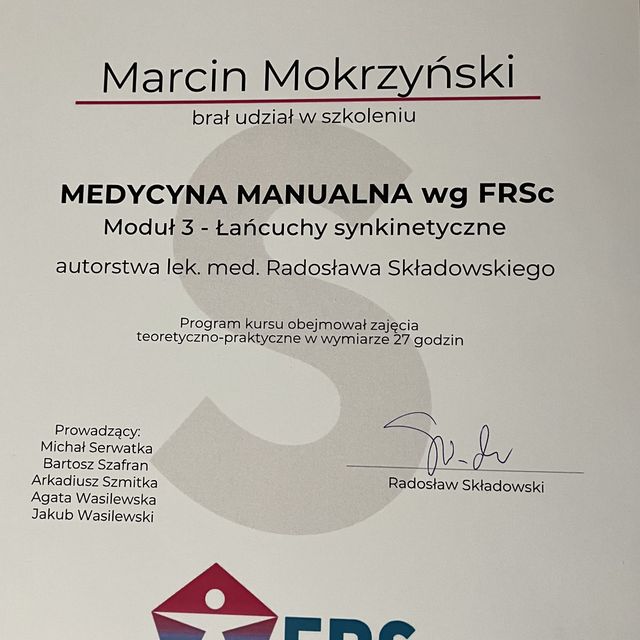 Marcin Mokrzyński
brał udział w szkoleniu
MEDYCYNA MANUALNA wg FRSc
Moduł 3 - Łańcuchy synkinetyczne
autorstwa lek. med. Radosława Składowskiego
Program kursu obejmował zajęcia
teoretyczno-praktyczne w wymiarze 27 godzin
Prowadzący:
Michał Serwatka
Bartosz Szafran
Arkadiusz Szmitka
Agata Wasilewska
Jakub Wasilewski
Radosław Składowski